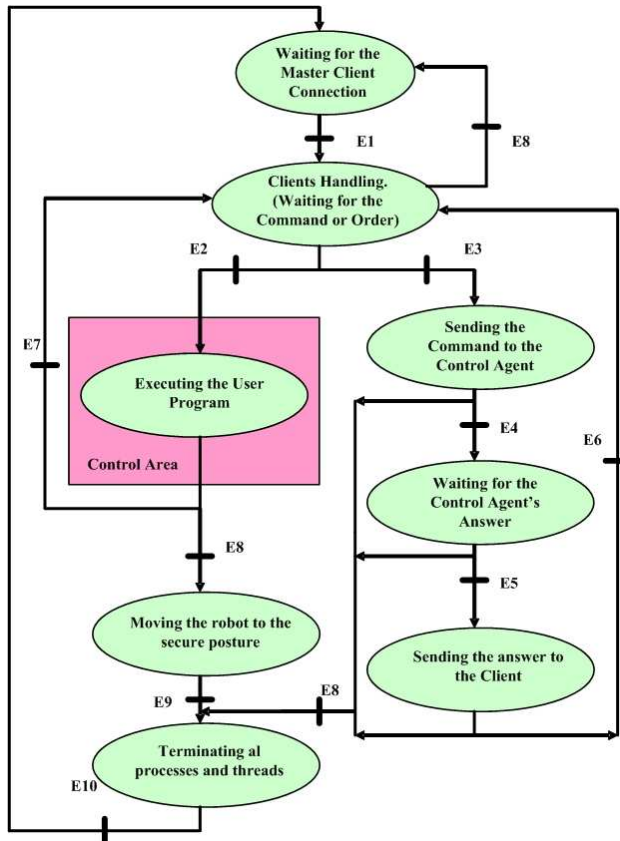 Waiting for the
Master Client
Connection
E1
E8
Clients Handling.
(Waiting for the
Command or Order)
E2
E3
Sending the
Command to the
Control Agent
E7
Executing the User
Program
Control Area
E4
E6
Waiting for the
Control Agent's
Answer
E8
E5
Moving the robot to the
secure posture
Sending the answer to
the Client
E9
E8
Terminating al
processes and threads
E10